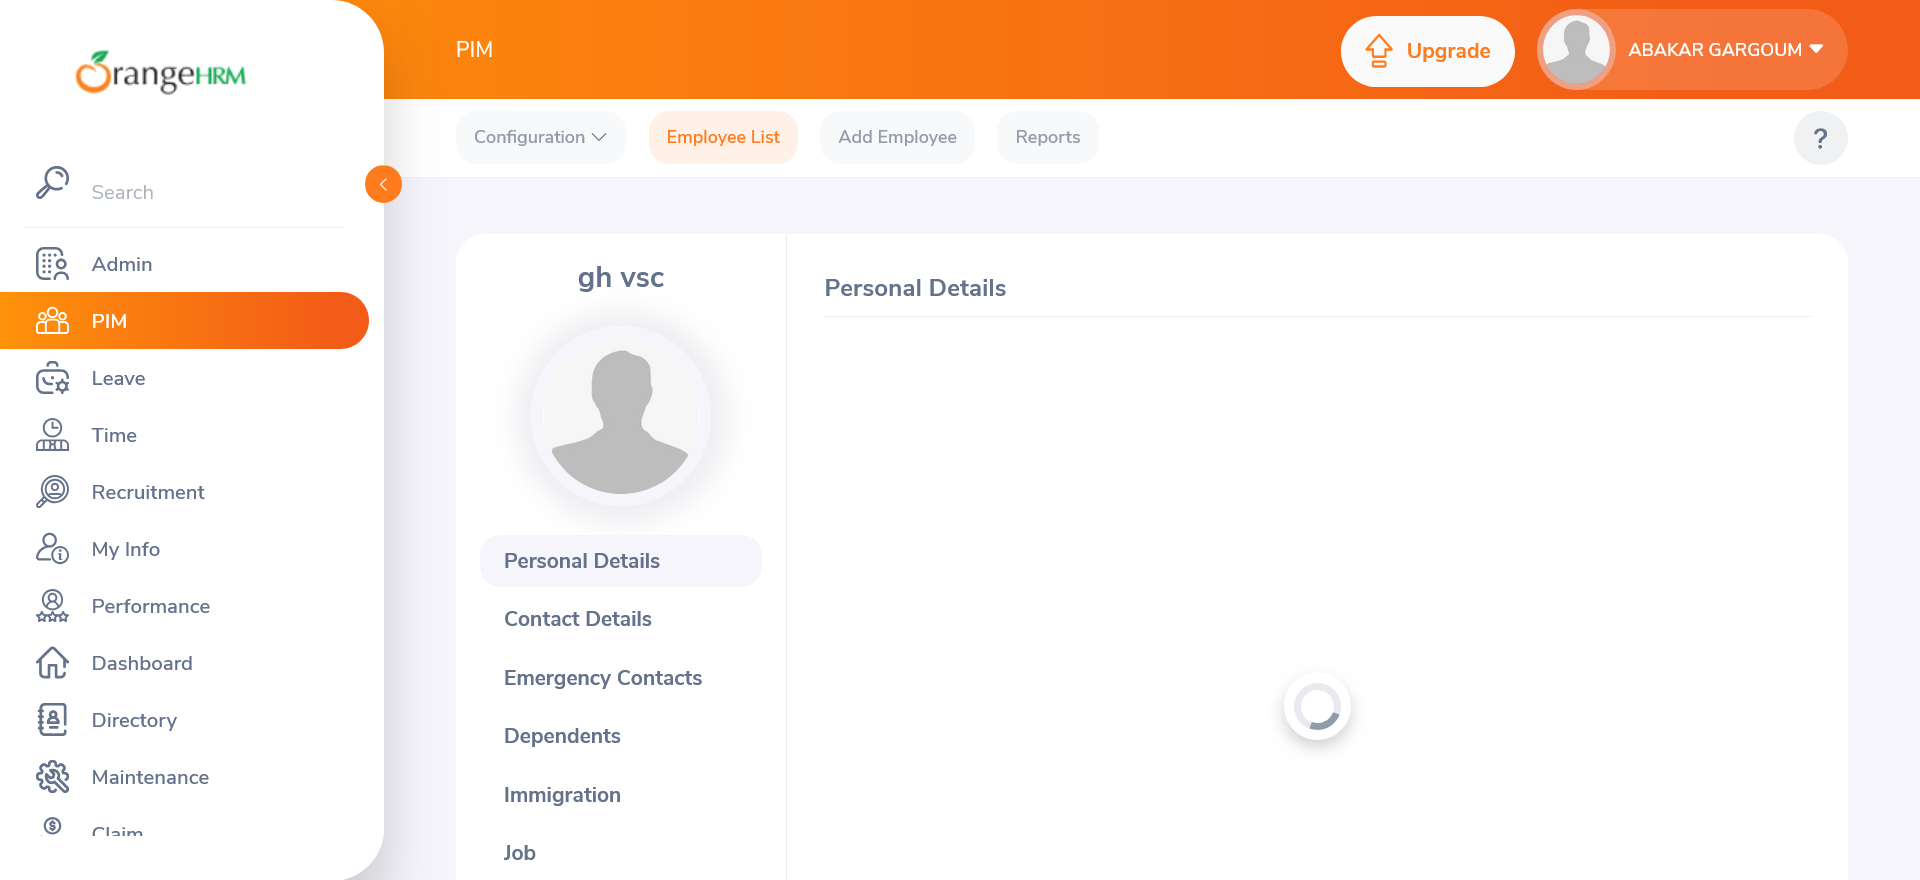 OrangeHRM
PIM
Upgrade
ABAKAR GARGOUM
Configuration
Employee List
Add Employee
Reports
?
Search
Admin
PIM
Leave
Time
Recruitment
My Info
Performance
Dashboard
Directory
Maintenance
Claim
gh vsc
Personal Details
Contact Details
Emergency Contacts
Dependents
Immigration
Job
Personal Details